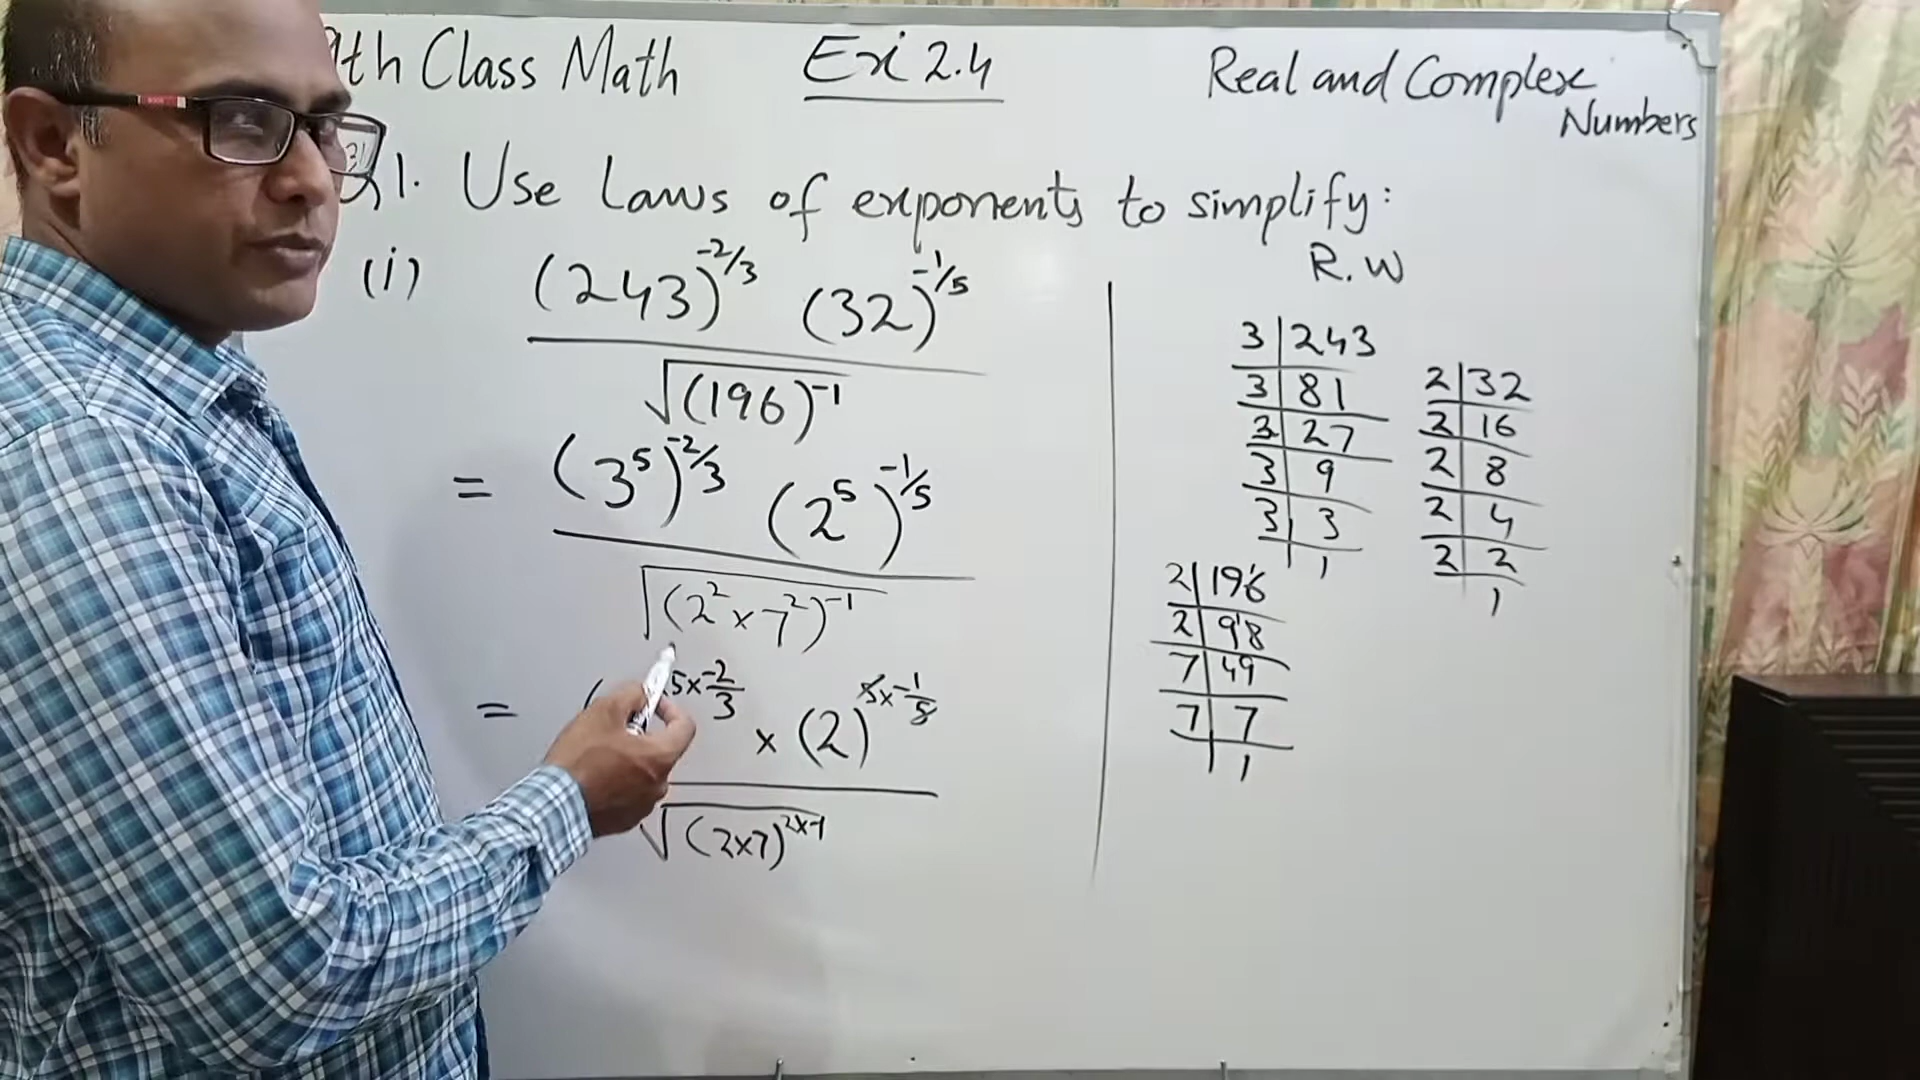 9th Class Math Ex 2.4 Real and Complex
Numbers
Q1. Use Laws of exponents to simplify:
R.W
(i) (243)^-2/3 (32)^-1/5
√(196)^-1
= (3^5)^-2/3 (2^5)^-1/5
√(2^2 × 7^2)^-1
= ( 5×-2/3 × (2)^5×-1/5
√(2×7)^2×-1
3 | 243
3 | 81
3 | 27
3 | 9
3 | 3
1
2 | 32
2 | 16
2 | 8
2 | 4
2 | 2
1
2 | 196
2 | 98
7 | 49
7 | 7
1